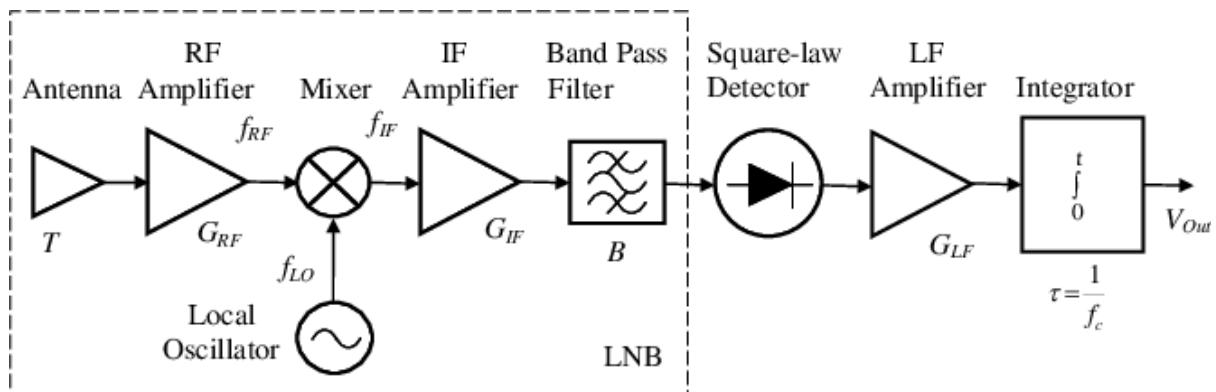 RF
Antenna Amplifier
Mixer
IF
Amplifier
Band Pass
Filter
Square-law
Detector
LF
Amplifier
Integrator
f_RF
f_IF
T
G_RF
G_IF
B
G_LF
t
∫
0
V_Out
f_LO
τ = 1/f_c
Local
Oscillator
LNB